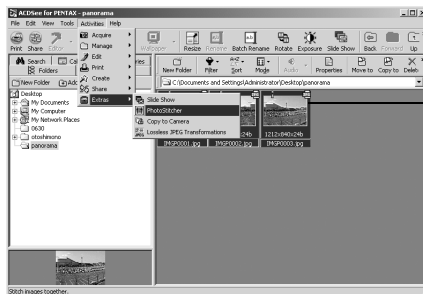 ACDSee for PENTAX - panorama
File Edit View Tools Activities Help
Acquire
Manage
Edit
Print
Create
Share
Extras
Print Share Editor
Wallpaper Resize Rename Batch Rename Rotate Exposure Slide Show Back Forward Up
Search
Folders
New Folder
New Folder Filter Sort Mode Audio Properties Move to Copy to Delete
C:\Documents and Settings\Administrator\Desktop\panorama
Desktop
My Documents
My Computer
My Network Places
0630
otoshimono
panorama
Slide Show
PhotoStitcher
Copy to Camera
Lossless JPEG Transformations
1212x840x24b
IMGP0001.jpg IMGP0002.jpg IMGP0003.jpg
Stitch images together.